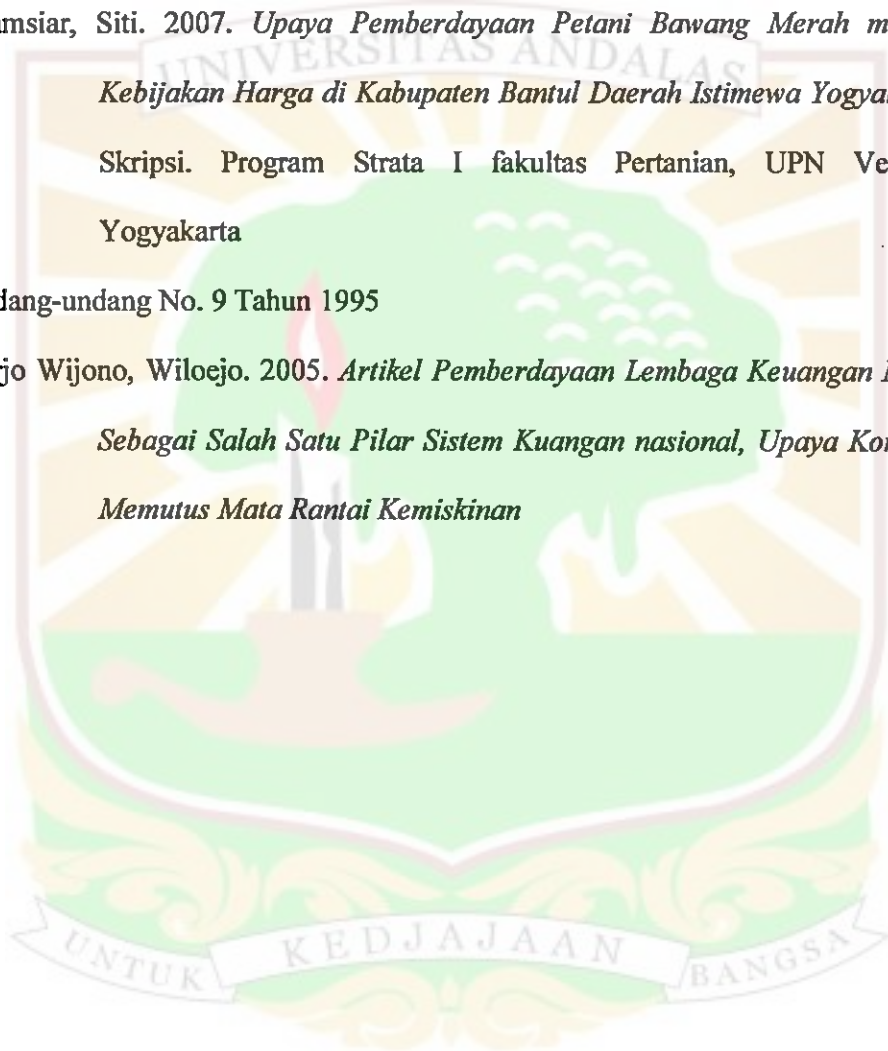 amsiar, Siti. 2007. Upaya Pemberdayaan Petani Bawang Merah m
Kebijakan Harga di Kabupaten Bantul Daerah Istimewa Yogya
Skripsi. Program Strata I fakultas Pertanian, UPN Ve
Yogyakarta
dang-undang No. 9 Tahun 1995
jo Wijono, Wiloejo. 2005. Artikel Pemberdayaan Lembaga Keuangan
Sebagai Salah Satu Pilar Sistem Kuangan nasional, Upaya Ko
Memutus Mata Rantai Kemiskinan
UNIVERSITAS ANDALAS
UNTUK KEDJAJAAN BANGSA